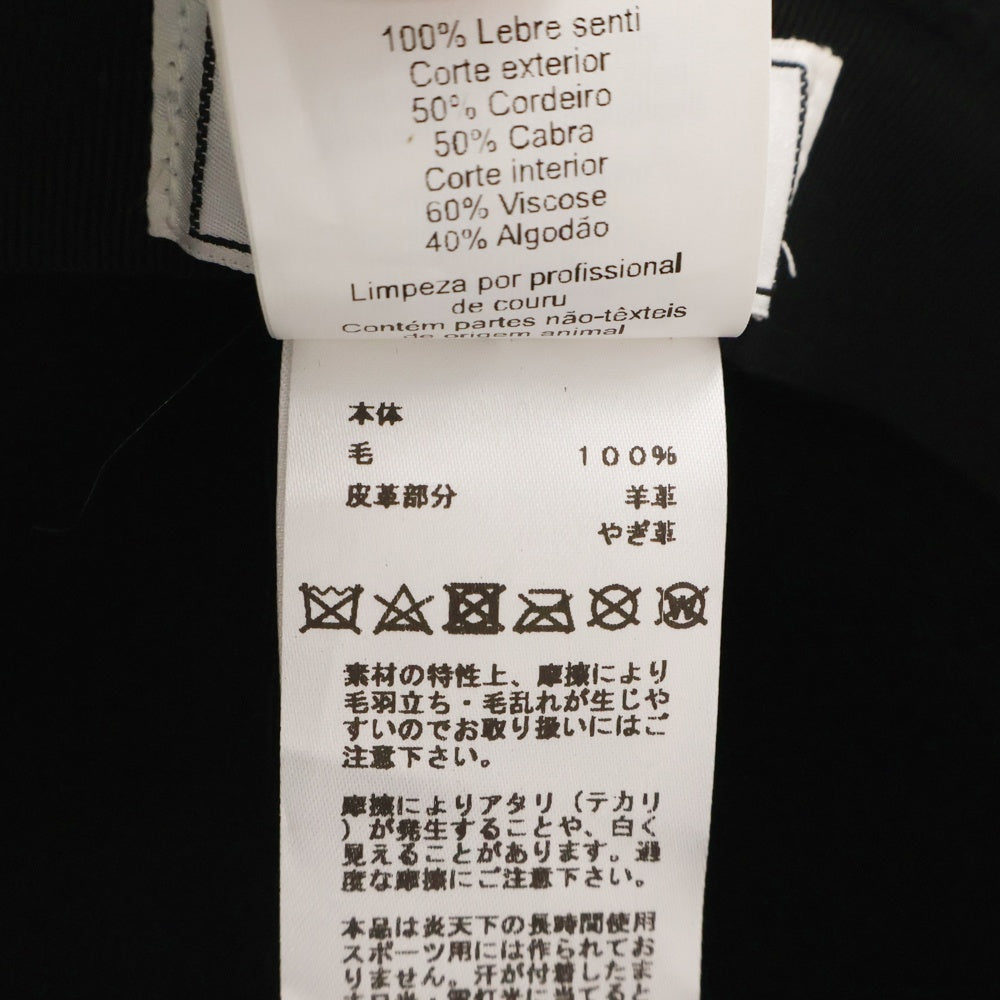 100% Lebre senti
Corte exterior
50% Cordeiro
50% Cabra
Corte interior
60% Viscose
40% Algodão
Limpeza por profissional
de couru
Contém partes não-têxteis
de origem animal
本体
毛 100%
皮革部分 羊革
やぎ革
W
素材の特性上、摩擦により
毛羽立ち・毛乱れが生じや
すいのでお取り扱いにはご
注意下さい。
摩擦によりアタリ(テカリ
)が発生することや、白く
見えることがあります。過
度な摩擦にご注意下さい。
本品は炎天下の長時間使用
スポーツ用には作られてお
りません。汗が付着したま